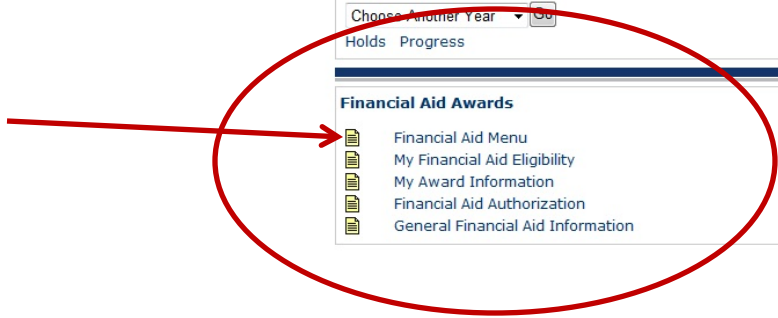 Choose Another Year Go
Holds Progress
Financial Aid Awards
Financial Aid Menu
My Financial Aid Eligibility
My Award Information
Financial Aid Authorization
General Financial Aid Information